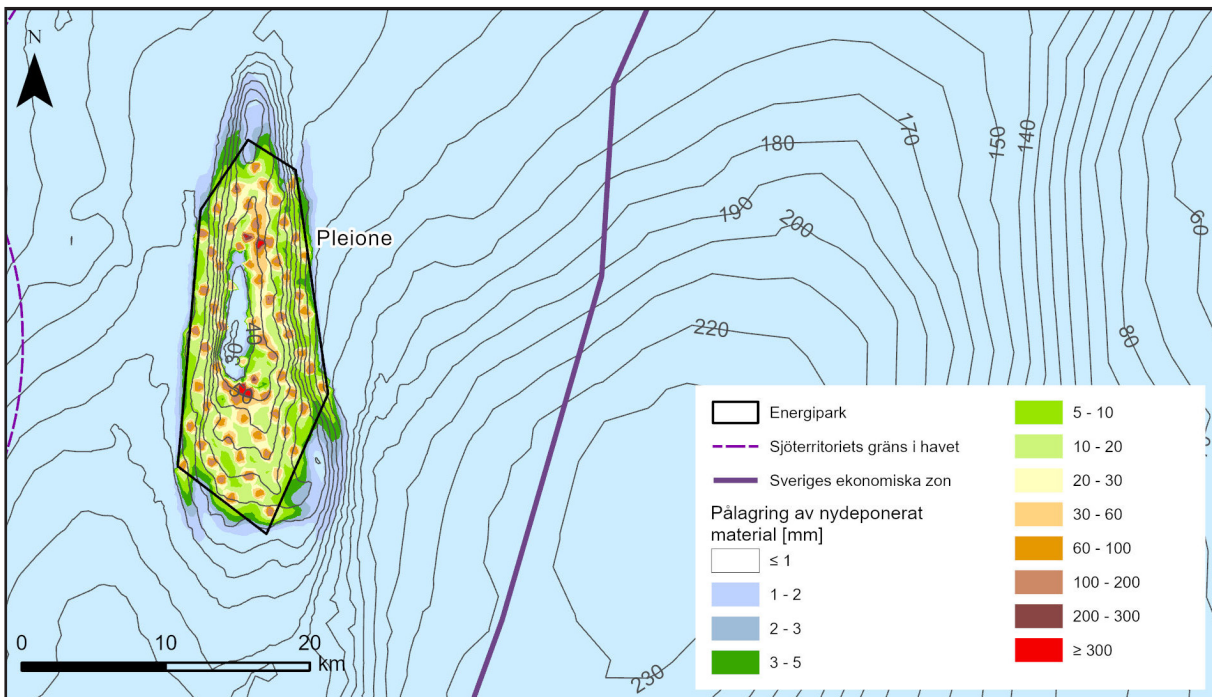 N
170
150
140
180
190
200
60
Pleione
40
30
220
80
Energipark
Sjöterritoriets gräns i havet
Sveriges ekonomiska zon
Pålagring av nydeponerat
material [mm]
≤ 1
1 - 2
2 - 3
3 - 5
5 - 10
10 - 20
20 - 30
30 - 60
60 - 100
100 - 200
200 - 300
≥ 300
0 10 20
km
230